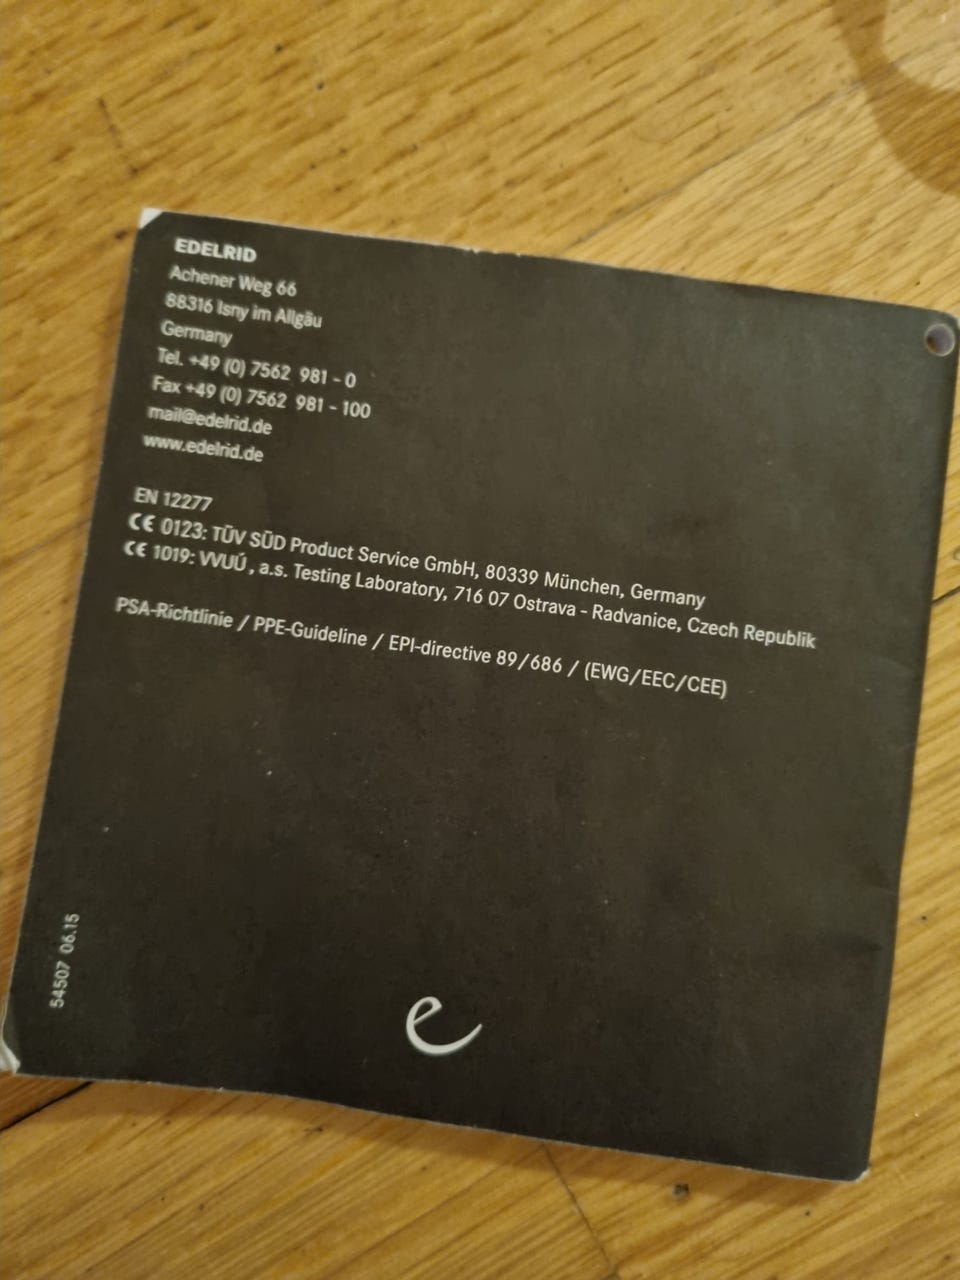 EDELRID
Achener Weg 66
88316 Isny im Allgäu
Germany
Tel. +49 (0) 7562 981 - 0
Fax +49 (0) 7562 981 - 100
mail@edelrid.de
www.edelrid.de
EN 12277
CE 0123: TÜV SÜD Product Service GmbH, 80339 München, Germany
CE 1019: VVUÚ, a.s. Testing Laboratory, 716 07 Ostrava - Radvanice, Czech Republik
PSA-Richtlinie / PPE-Guideline / EPI-directive 89/686 / (EWG/EEC/CEE)
54507 06.15
e